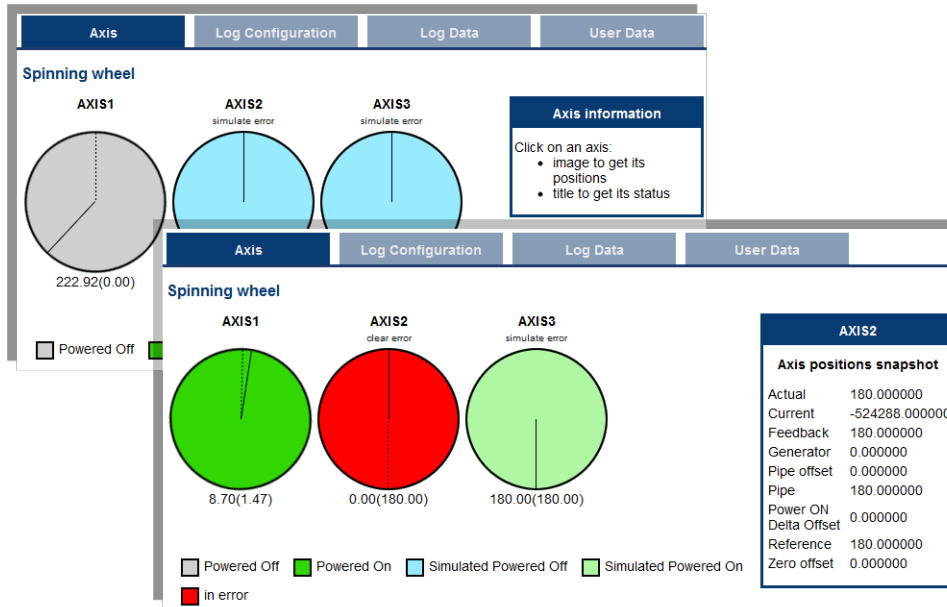 Axis
Log Configuration
Log Data
User Data
Spinning wheel
AXIS1
AXIS2
simulate error
AXIS3
simulate error
222.92(0.00)
Axis information
Click on an axis:
• image to get its
positions
• title to get its status
Powered Off
Axis
Log Configuration
Log Data
User Data
Spinning wheel
AXIS1
AXIS2
clear error
AXIS3
simulate error
8.70(1.47)
0.00(180.00)
180.00(180.00)
Powered Off
Powered On
Simulated Powered Off
Simulated Powered On
in error
AXIS2
Axis positions snapshot
Actual 180.000000
Current -524288.000000
Feedback 180.000000
Generator 0.000000
Pipe offset 0.000000
Pipe 180.000000
Power ON
Delta Offset 0.000000
Reference 180.000000
Zero offset 0.000000